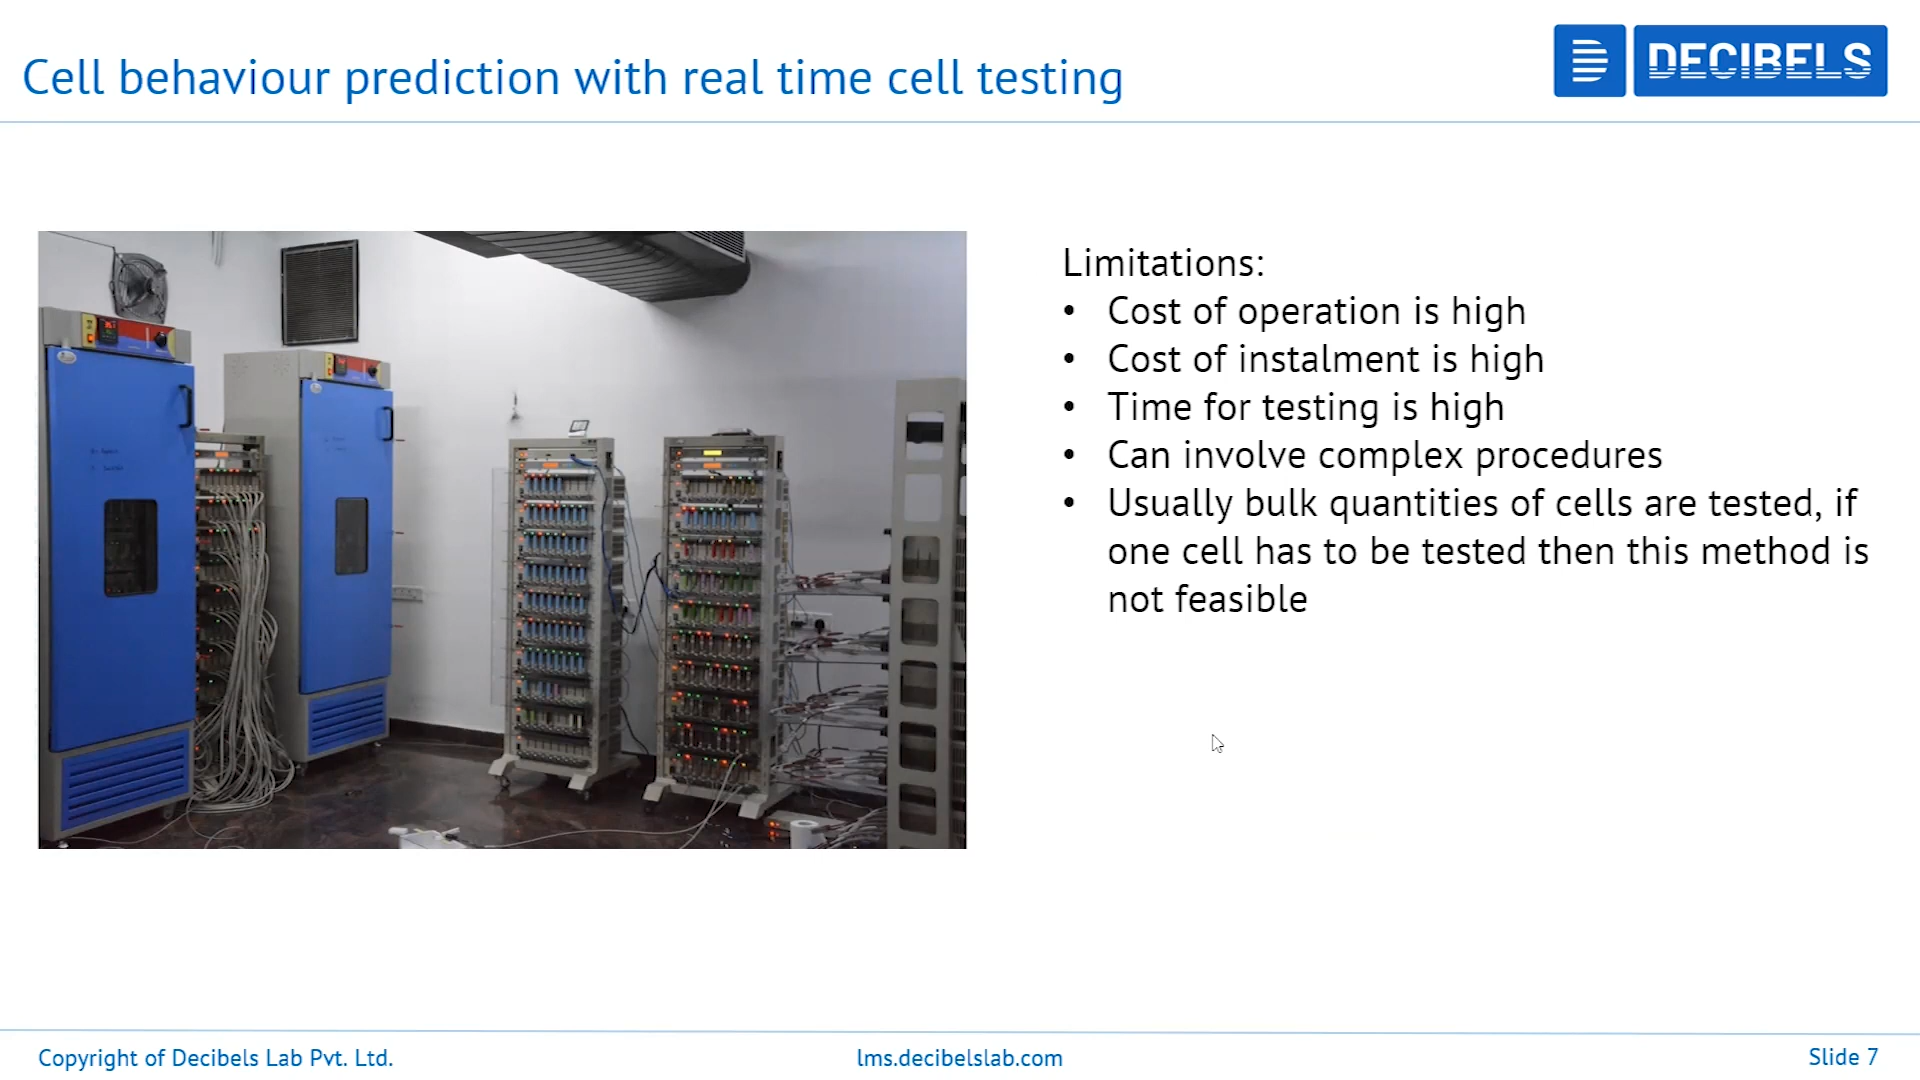 Cell behaviour prediction with real time cell testing
DECIBELS
Limitations:
• Cost of operation is high
• Cost of instalment is high
• Time for testing is high
• Can involve complex procedures
• Usually bulk quantities of cells are tested, if
one cell has to be tested then this method is
not feasible
Copyright of Decibels Lab Pvt. Ltd.
lms.decibelslab.com
Slide 7